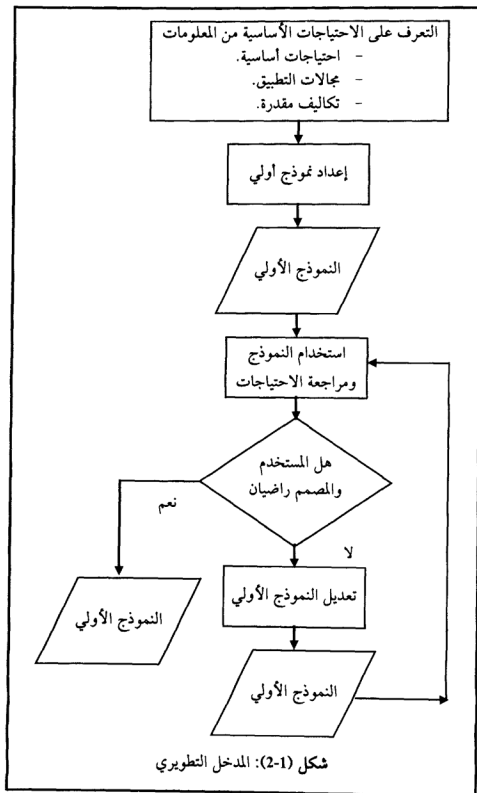 التعرف على الاحتياجات الأساسية من المعلومات
- احتياجات أساسية.
- مجالات التطبيق.
- تكاليف مقدرة.
إعداد نموذج أولي
النموذج الأولي
استخدام النموذج
ومراجعة الاحتياجات
هل المستخدم
والمصمم راضيان
نعم
لا
النموذج الأولي
تعديل النموذج الأولي
النموذج الأولي
شكل (1-2): المدخل التطويري